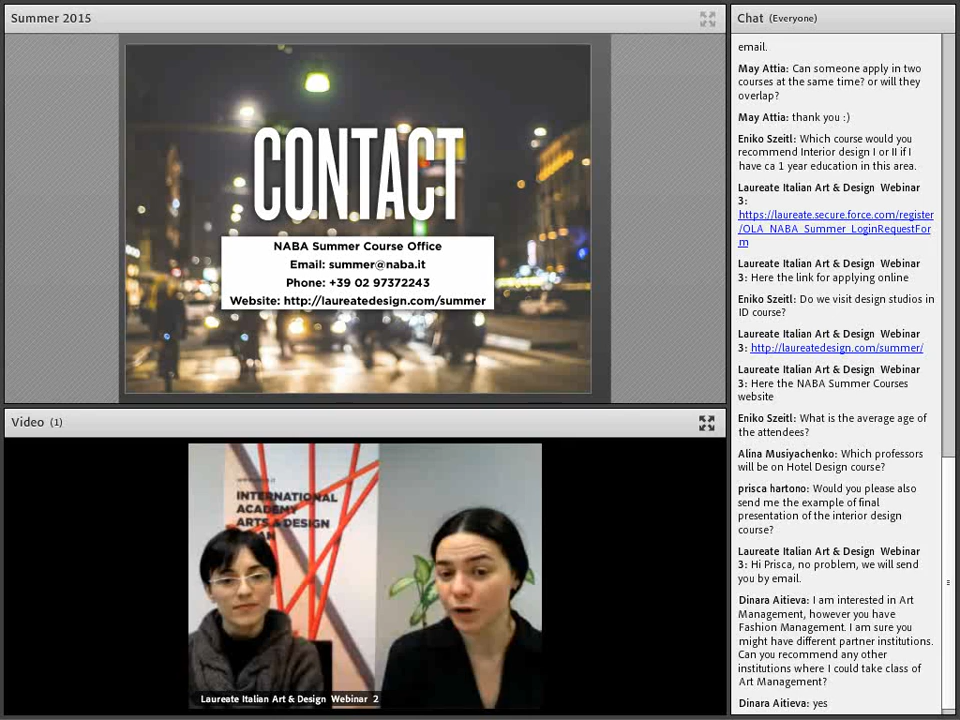 Summer 2015
CONTACT
NABA Summer Course Office
Email: summer@naba.it
Phone: +39 02 97372243
Website: http://laureatedesign.com/summer
Video (1)
INTERNATIONAL
ACADEMY
ARTS & DESIGN
Laureate Italian Art & Design Webinar 2
Chat (Everyone)
email.
May Attia: Can someone apply in two
courses at the same time? or will they
overlap?
May Attia: thank you :)
Eniko Szeitl: Which course would you
recommend Interior design I or II if I
have ca 1 year education in this area.
Laureate Italian Art & Design Webinar
3:
https://laureate.secure.force.com/register
/OLA_NABA_Summer_LoginRequestFor
m
Laureate Italian Art & Design Webinar
3: Here the link for applying online
Eniko Szeitl: Do we visit design studios in
ID course?
Laureate Italian Art & Design Webinar
3: http://laureatedesign.com/summer/
Laureate Italian Art & Design Webinar
3: Here the NABA Summer Courses
website
Eniko Szeitl: What is the average age of
the attendees?
Alina Musiyachenko: Which professors
will be on Hotel Design course?
prisca hartono: Would you please also
send me the example of final
presentation of the interior design
course?
Laureate Italian Art & Design Webinar
3: Hi Prisca, no problem, we will send
you by email.
Dinara Aitieva: I am interested in Art
Management, however you have
Fashion Management. I am sure you
might have different partner institutions.
Can you recommend any other
institutions where I could take class of
Art Management?
Dinara Aitieva: yes